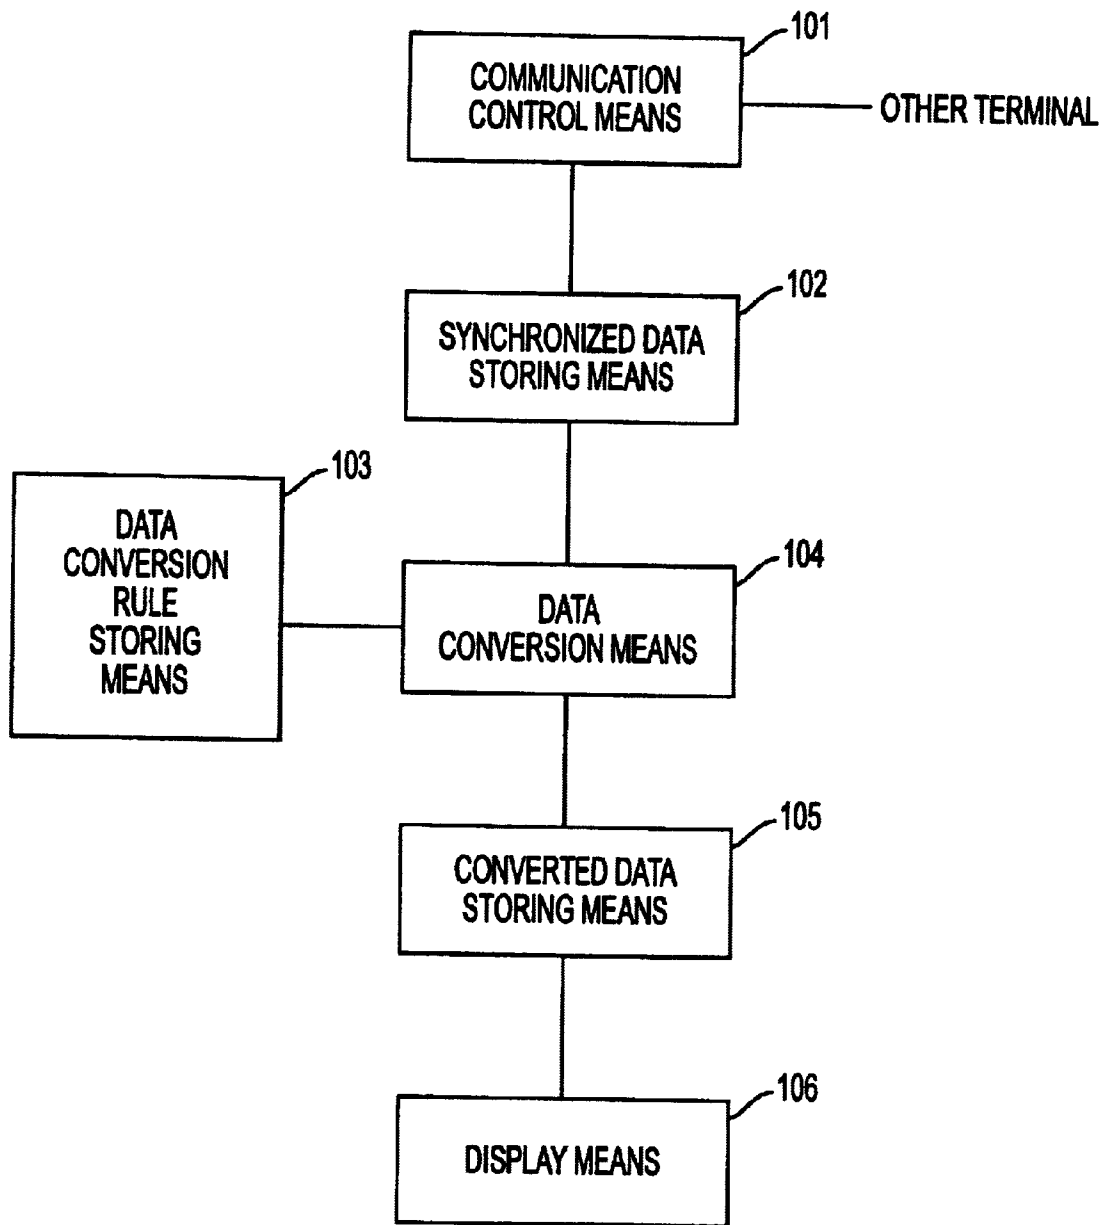 101
COMMUNICATION
CONTROL MEANS
OTHER TERMINAL
102
SYNCHRONIZED DATA
STORING MEANS
103
DATA
CONVERSION
RULE
STORING
MEANS
104
DATA
CONVERSION MEANS
105
CONVERTED DATA
STORING MEANS
106
DISPLAY MEANS